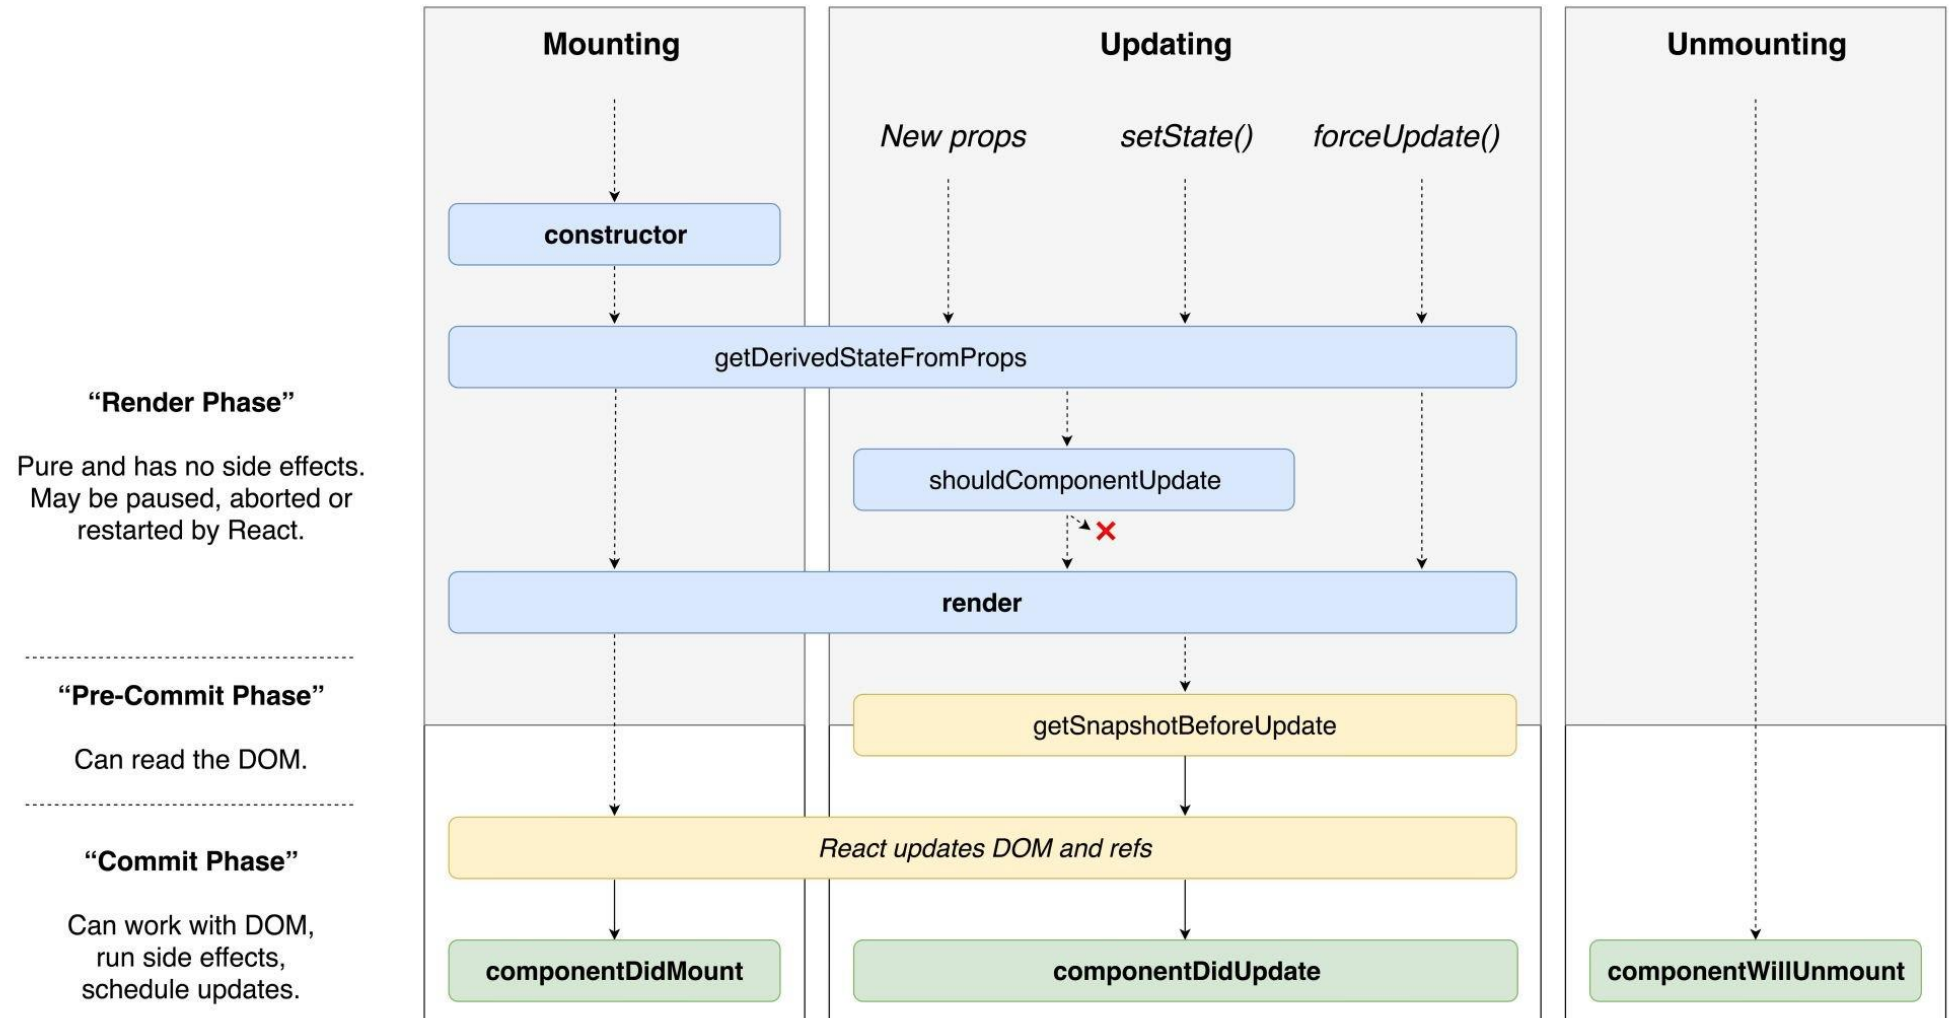 Mounting
Updating
Unmounting
New props
setState()
forceUpdate()
constructor
getDerivedStateFromProps
“Render Phase”
Pure and has no side effects.
May be paused, aborted or
restarted by React.
shouldComponentUpdate
render
“Pre-Commit Phase”
Can read the DOM.
getSnapshotBeforeUpdate
React updates DOM and refs
“Commit Phase”
Can work with DOM,
run side effects,
schedule updates.
componentDidMount
componentDidUpdate
componentWillUnmount